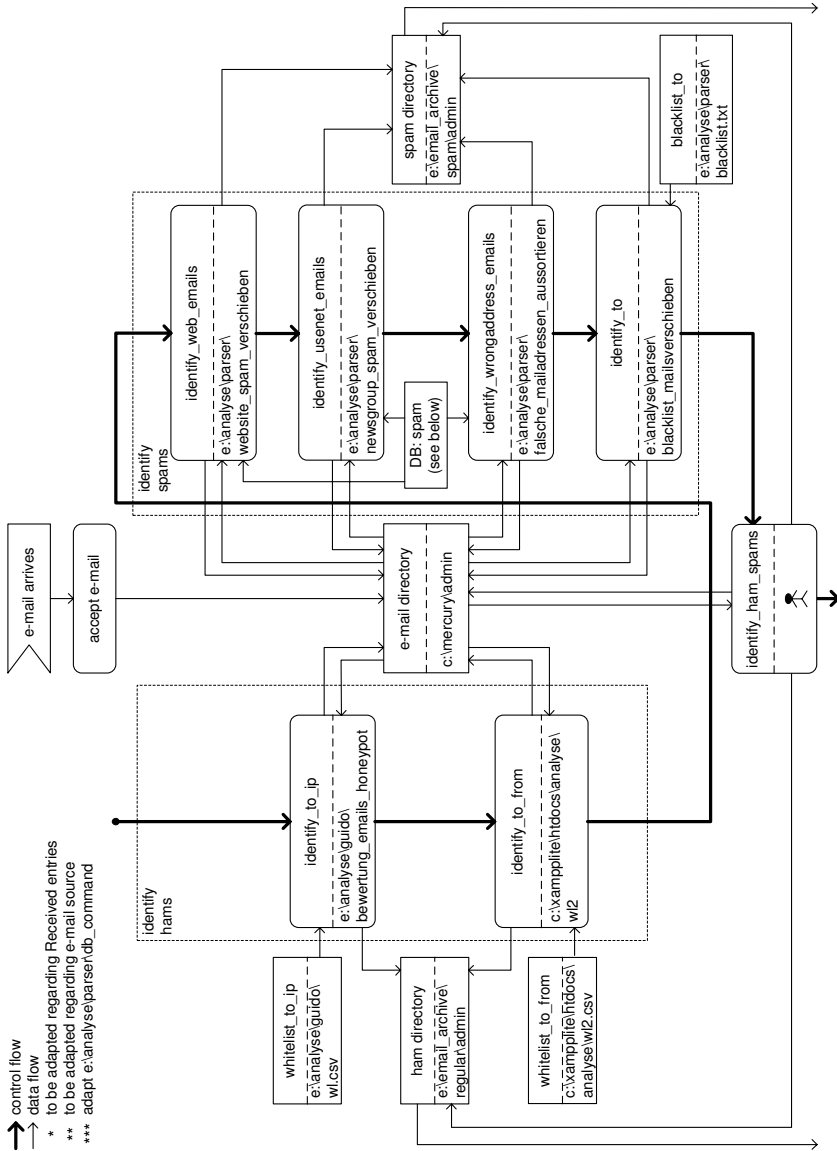 control flow
data flow
* to be adapted regarding Received entries
** to be adapted regarding e-mail source
*** adapt e:\analyse\parser\db_command
e-mail arrives
accept e-mail
identify
hams
whitelist_to_ip
e:\analyse\guido\
wl.csv
identify_to_ip
e:\analyse\guido\
bewertung_emails_honeypot
ham directory
e:\email_archive\
regular\admin
whitelist_to_from
c:\xampplite\htdocs\
analyse\wl2.csv
identify_to_from
c:\xampplite\htdocs\analyse\
wl2
e-mail directory
c:\mercury\admin
identify
spams
identify_web_emails
e:\analyse\parser\
website_spam_verschieben
identify_usenet_emails
e:\analyse\parser\
newsgroup_spam_verschieben
DB: spam
(see below)
identify_wrongaddress_emails
e:\analyse\parser\
falsche_mailadressen_aussortieren
identify_to
e:\analyse\parser\
blacklist_mailsverschieben
spam directory
e:\email_archive\
spam\admin
blacklist_to
e:\analyse\parser\
blacklist.txt
identify_ham_spams